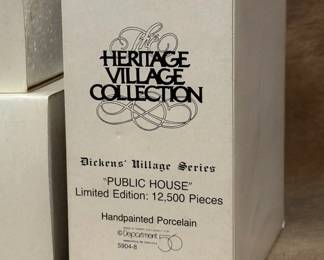 The
HERITAGE
VILLAGE
COLLECTION
Dickens' Village Series
"PUBLIC HOUSE"
Limited Edition: 12,500 Pieces
Handpainted Porcelain
©Department 56
5904-8